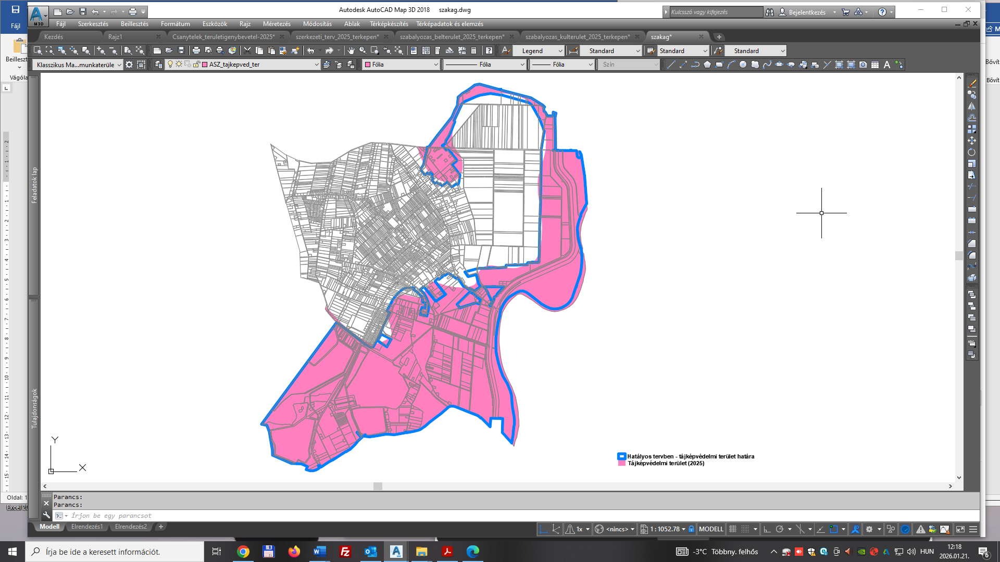 Autodesk AutoCAD Map 3D 2018 szakag.dwg
Kulcsszó vagy kifejezés
Bejelentkezés
M3D
Fájl
Fájl Szerkesztés Beillesztés Formátum Eszközök Rajz Méretezés Módosítás Ablak Térképkészítés Térképadatok és elemzés
Kezdés Rajz1 Csanytelek_teruletigenybevetel-2025* szerkezeti_terv_2025_terkepen* szabalyozas_belterulet_2025_terkepen* szabalyozas_kulterulet_2025_terkepen* szakag*
Legend Standard Standard Standard
Beilleszt
Klasszikus Ma...munkaterüle ASZ_tajkepved_ter Fólia Fólia Fólia Szín
Bővít
Vágóla
Bővít
Feladatok lap
Tulajdonságok
Y
X
Hatályos tervben - tájképvédelmi terület határa
Tájképvédelmi terület (2025)
Oldal: 1
Excel 20
Parancs:
Parancs:
Írjon be egy parancsot
Modell Elrendezés1 Elrendezés2
1x <nincs> 1 : 1052.78 MODELL
Írja be ide a keresett információt.
-3°C Többny. felhős
HUN
12:18
2026.01.21.
6